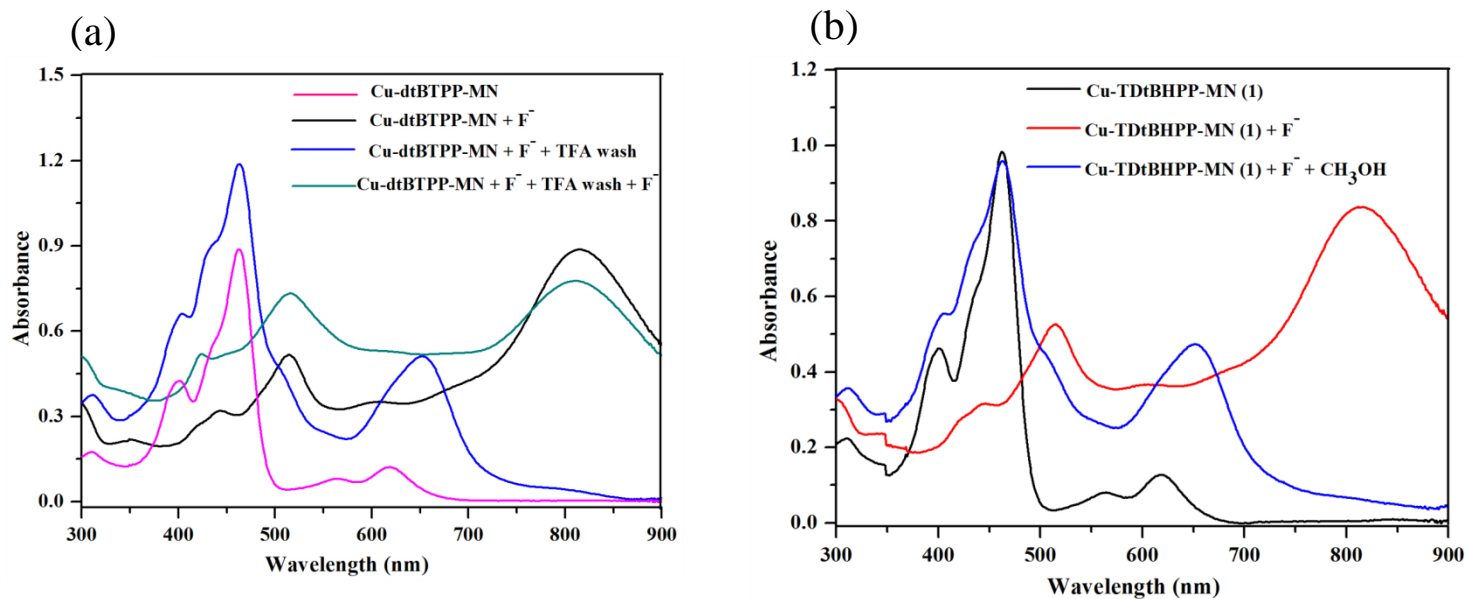 (a)
Cu-dtBTPP-MN
Cu-dtBTPP-MN + F⁻
Cu-dtBTPP-MN + F⁻ + TFA wash
Cu-dtBTPP-MN + F⁻ + TFA wash + F⁻
1.5
1.2
0.9
0.6
0.3
0.0
Absorbance
300 400 500 600 700 800 900
Wavelength (nm)
(b)
Cu-TDtBHPP-MN (1)
Cu-TDtBHPP-MN (1) + F⁻
Cu-TDtBHPP-MN (1) + F⁻ + CH₃OH
1.2
1.0
0.8
0.6
0.4
0.2
0.0
Absorbance
300 400 500 600 700 800 900
Wavelength (nm)